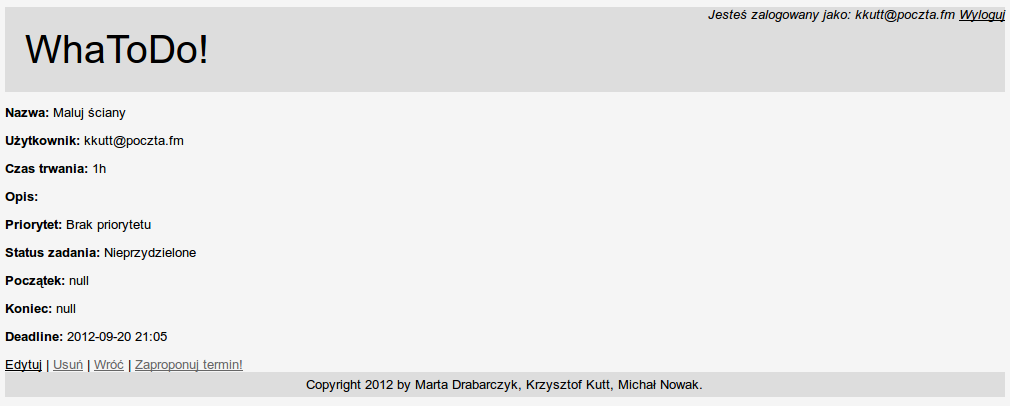 Jesteś zalogowany jako: kkutt@poczta.fm Wyloguj
WhaToDo!
Nazwa: Maluj ściany
Użytkownik: kkutt@poczta.fm
Czas trwania: 1h
Opis:
Priorytet: Brak priorytetu
Status zadania: Nieprzydzielone
Początek: null
Koniec: null
Deadline: 2012-09-20 21:05
Edytuj | Usuń | Wróć | Zaproponuj termin!
Copyright 2012 by Marta Drabarczyk, Krzysztof Kutt, Michał Nowak.